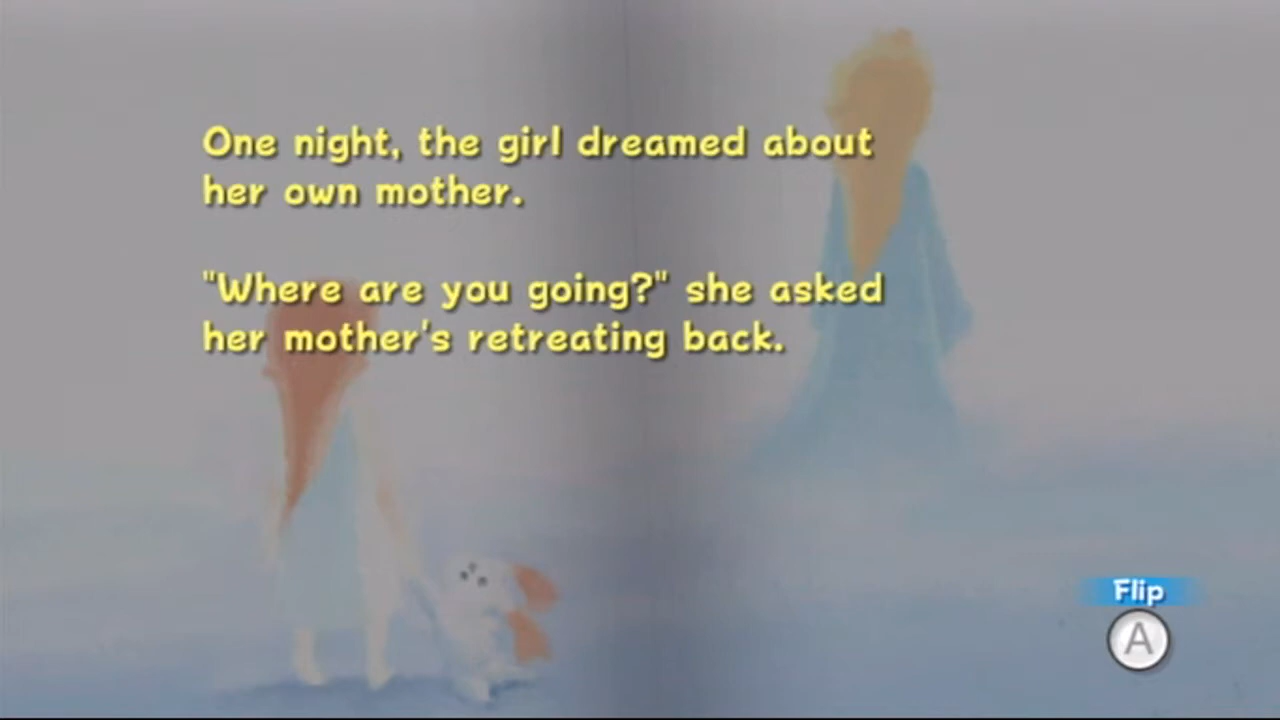 One night, the girl dreamed about
her own mother.
"Where are you going?" she asked
her mother's retreating back.
Flip
A